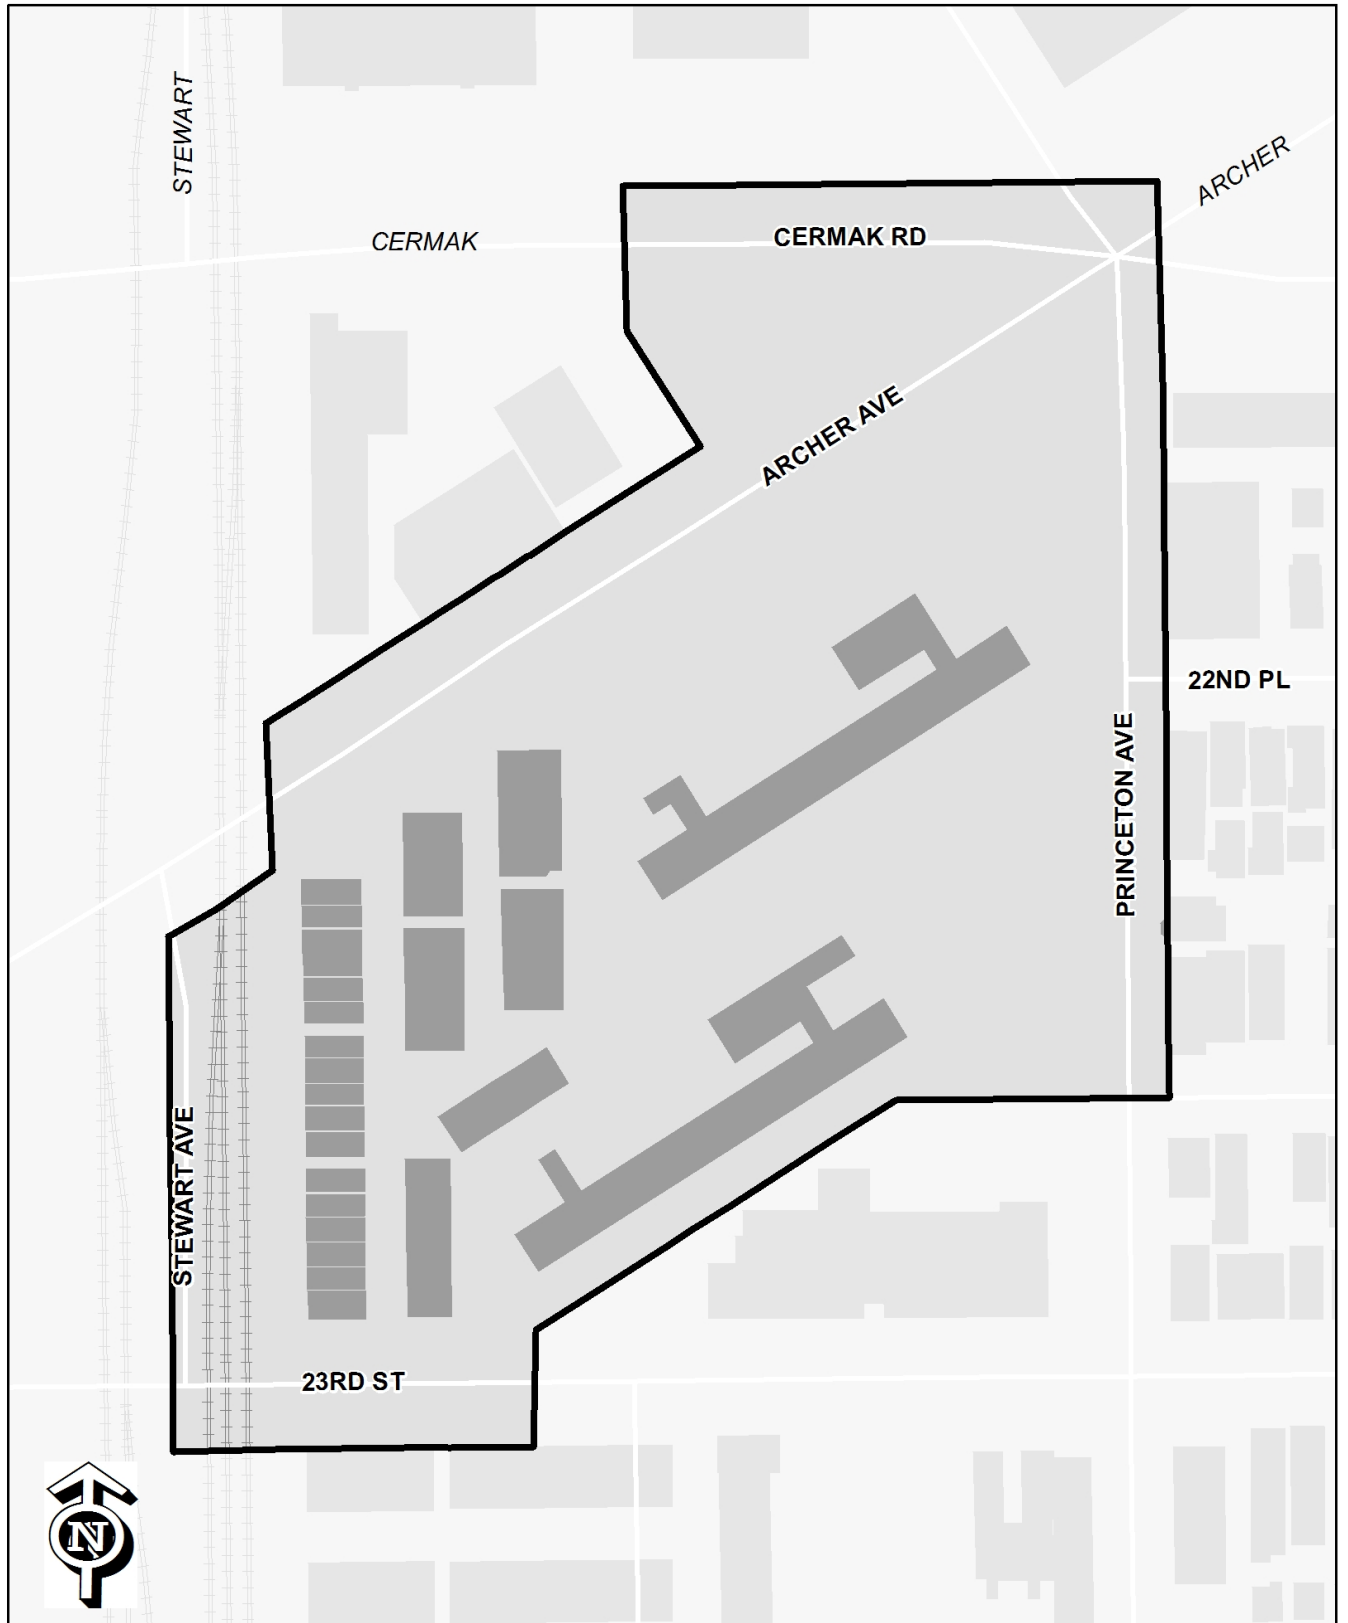 STEWART
ARCHER
CERMAK
CERMAK RD
ARCHER AVE
22ND PL
PRINCETON AVE
STEWART AVE
23RD ST
N